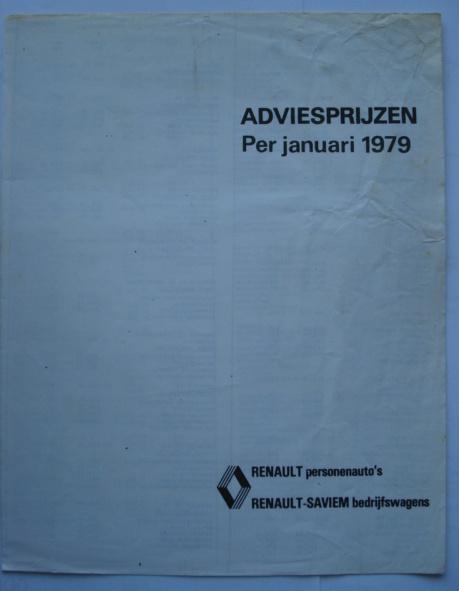 ADVIESPRIJZEN
Per januari 1979
RENAULT personenauto's
RENAULT-SAVIEM bedrijfswagens